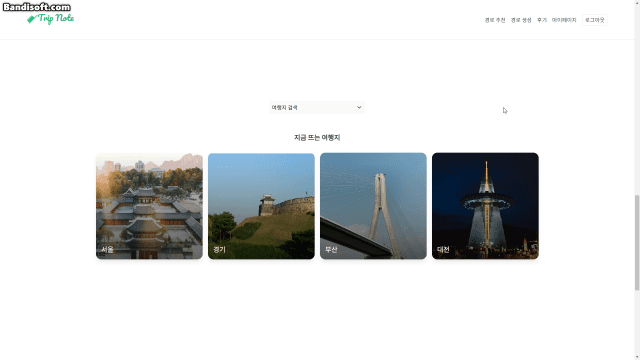 Bandisoft.com
Trip Note
경로 추천 경로 생성 후기 마이페이지 로그아웃
여행지 검색
지금 뜨는 여행지
서울
경기
부산
대전